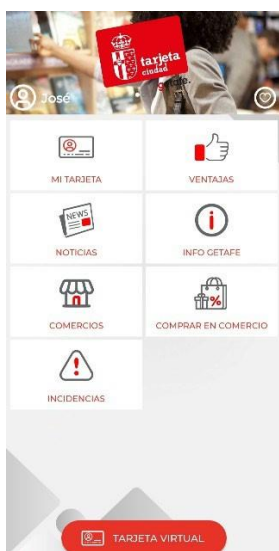 tarjeta
ciudad
getafe.
José
MI TARJETA
VENTAJAS
NEWS
NOTICIAS
INFO GETAFE
COMERCIOS
%
COMPRAR EN COMERCIO
INCIDENCIAS
TARJETA VIRTUAL